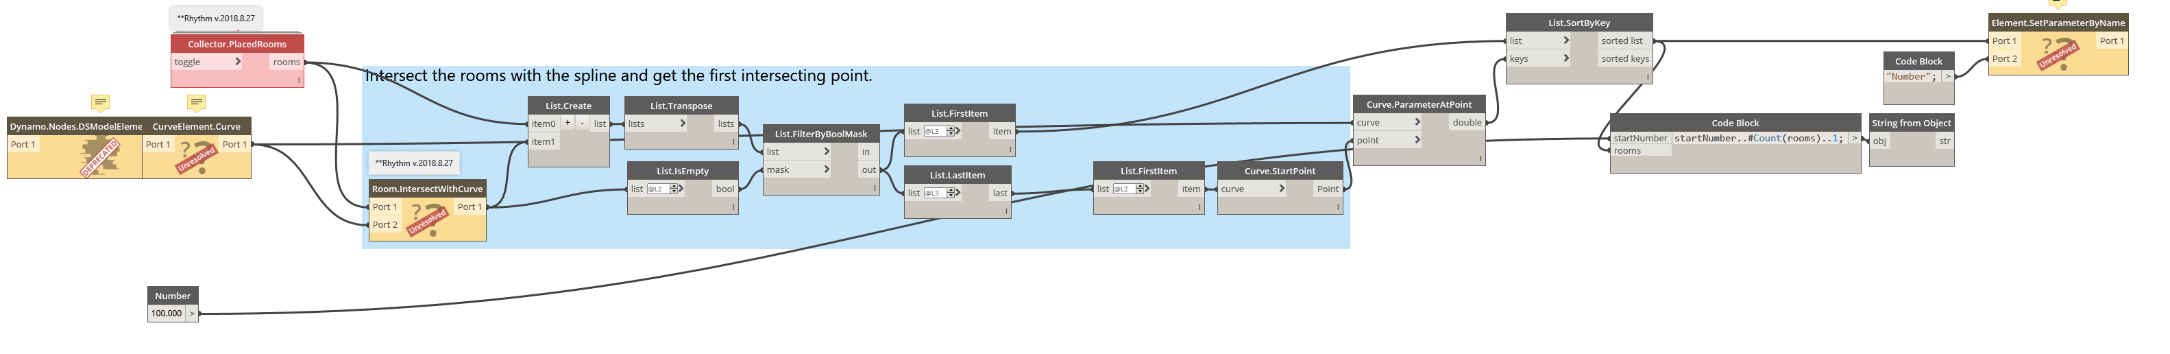 **Rhythm v.2018.8.27
Collector.PlacedRooms
toggle > rooms
Dynamo.Nodes.DSModelEleme
Port 1
DEPRECATED
CurveElement.Curve
Port 1 Port 1
Unresolved
Intersect the rooms with the spline and get the first intersecting point.
**Rhythm v.2018.8.27
Room.IntersectWithCurve
Port 1 Port 1
Port 2
Unresolved
List.Create
item0 + - list
item1
List.Transpose
lists > lists
List.IsEmpty
list @L2 > bool
List.FilterByBoolMask
list > in
mask > out
List.FirstItem
list @L3 > item
List.LastItem
list @L3 > last
List.FirstItem
list @L2 > item
Curve.StartPoint
curve > Point
Curve.ParameterAtPoint
curve > double
point >
List.SortByKey
list > sorted list
keys > sorted keys
Code Block
startNumber startNumber..#Count(rooms)..1; >
rooms
String from Object
obj str
Code Block
"Number"; >
Element.SetParameterByName
Port 1 Port 1
Port 2
Unresolved
Number
100.000 >